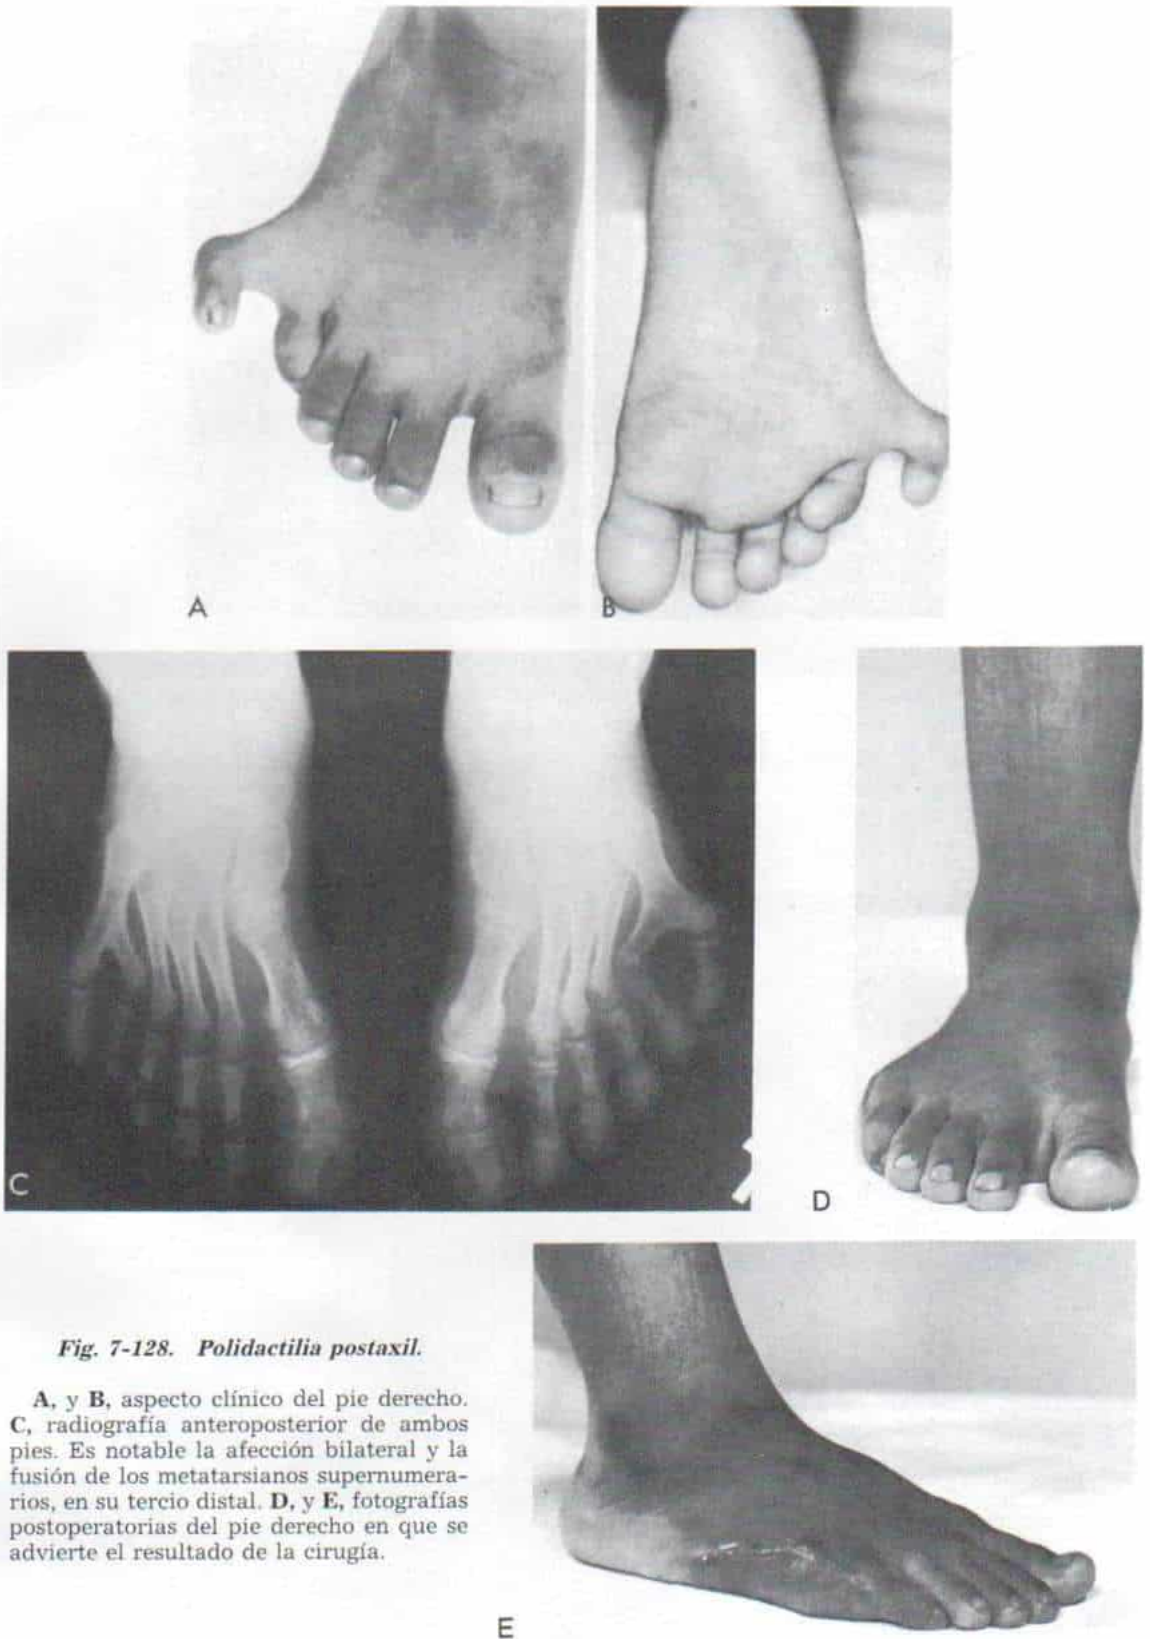 A
B
C
D
Fig. 7-128. Polidactilia postaxil.
A, y B, aspecto clínico del pie derecho.
C, radiografía anteroposterior de ambos
pies. Es notable la afección bilateral y la
fusión de los metatarsianos supernumera-
rios, en su tercio distal. D, y E, fotografías
postoperatorias del pie derecho en que se
advierte el resultado de la cirugía.
E